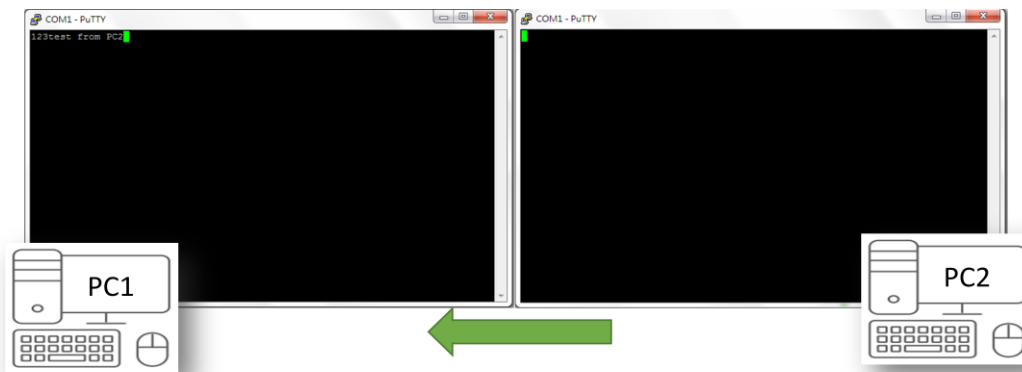 COM1 - PuTTY
123test from PC2
COM1 - PuTTY
PC1
PC2